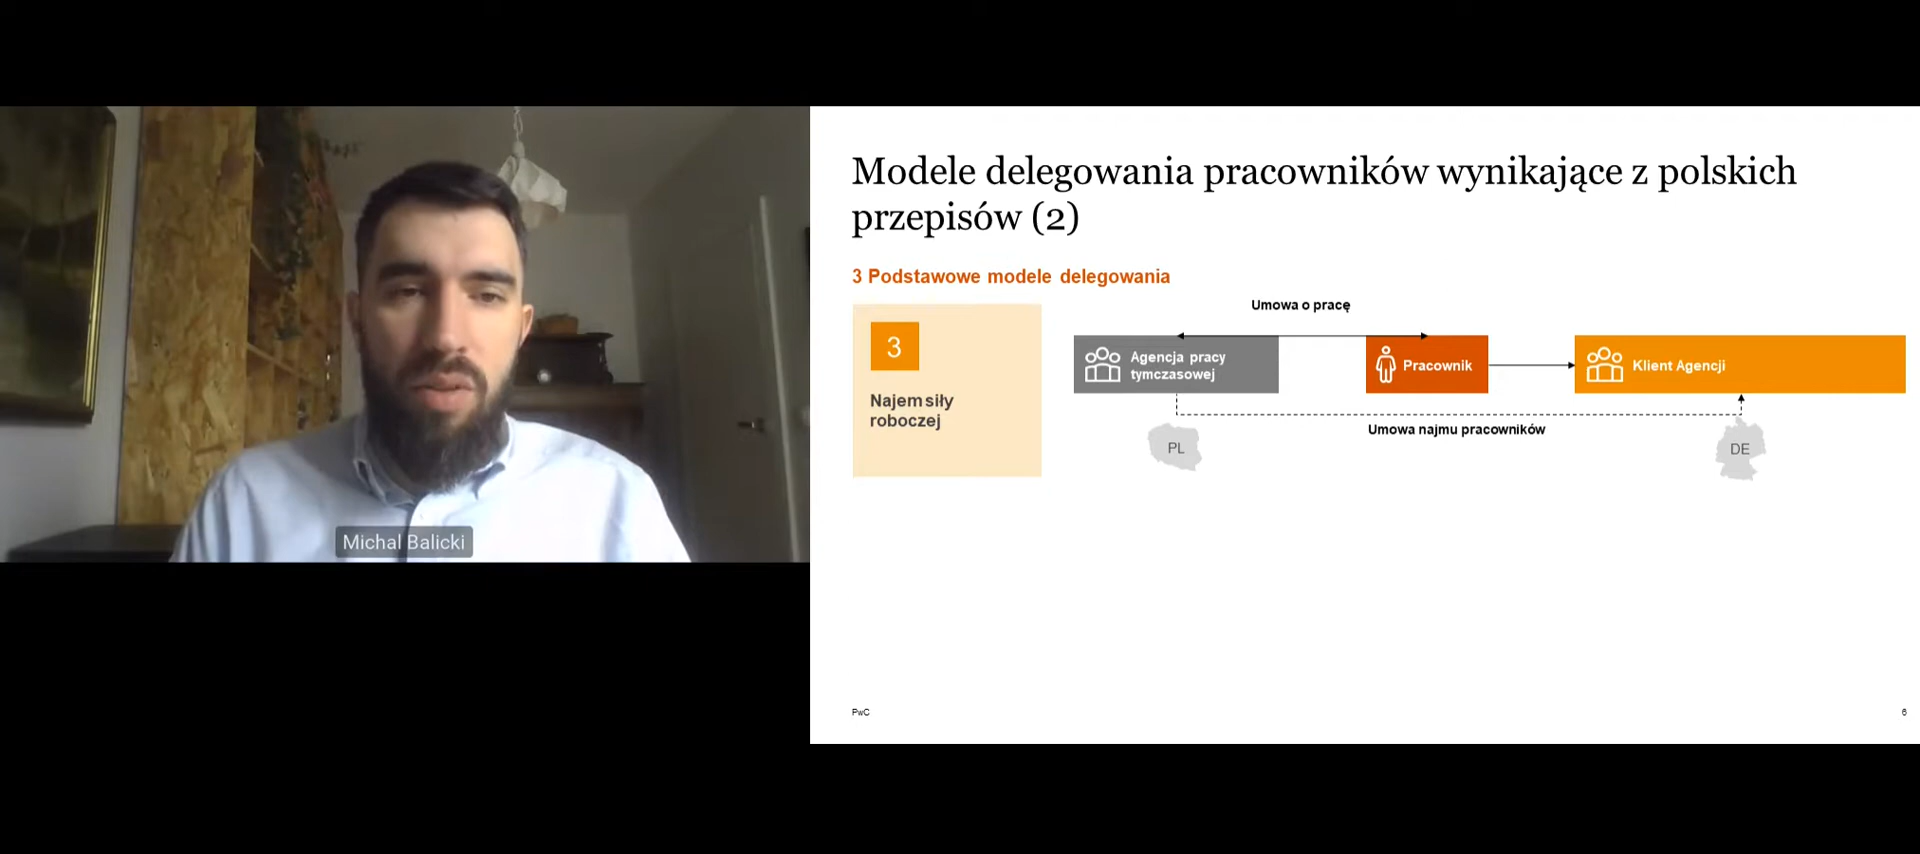 Modele delegowania pracowników wynikające z polskich
przepisów (2)
3 Podstawowe modele delegowania
3
Najem siły
roboczej
Umowa o pracę
Agencja pracy
tymczasowej
Pracownik
Klient Agencji
Umowa najmu pracowników
PL
DE
Michal Balicki
PwC
6